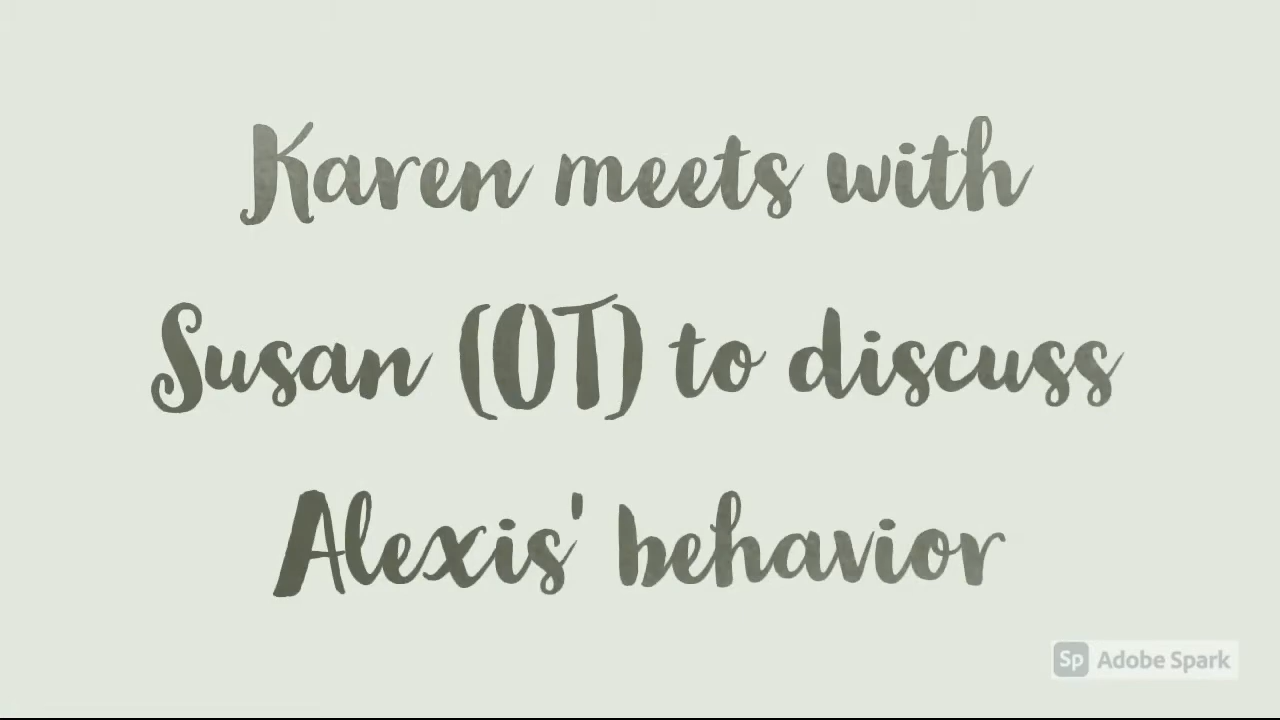 Karen meets with
Susan (OT) to discuss
Alexis' behavior
Sp Adobe Spark